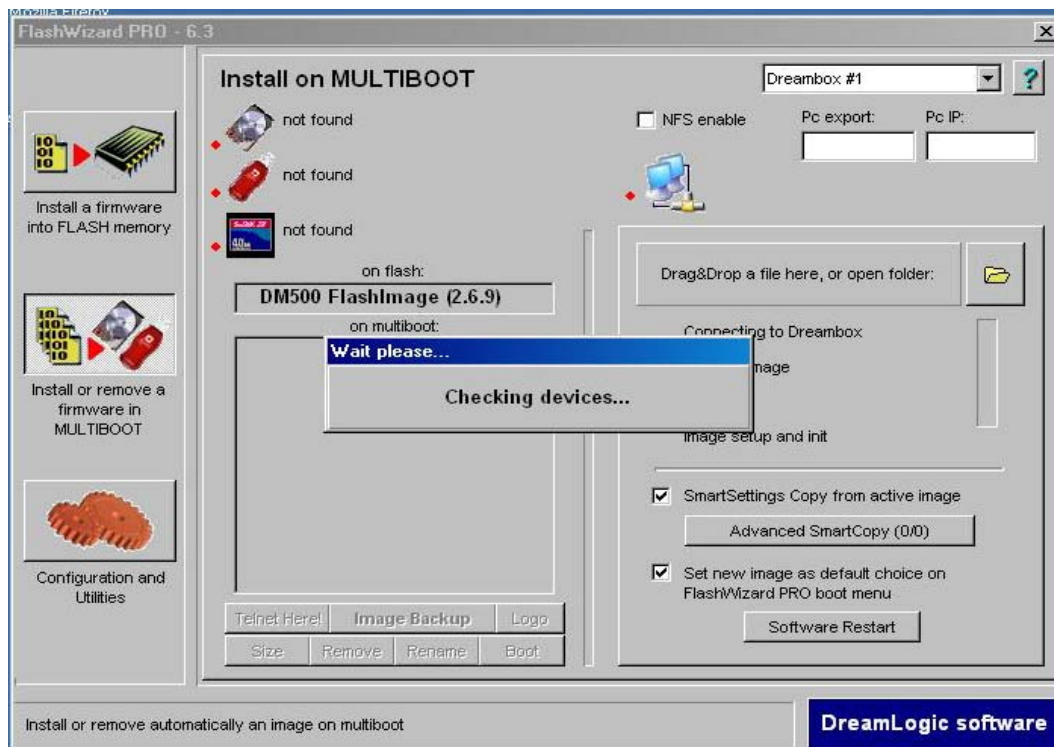 Mozilla Firefox
FlashWizard PRO - 6.3
Install on MULTIBOOT
Dreambox #1
?
not found
NFS enable
Pc export:
Pc IP:
not found
not found
Install a firmware
into FLASH memory
on flash:
DM500 FlashImage (2.6.9)
on multiboot:
Drag&Drop a file here, or open folder:
Connecting to Dreambox
Wait please...
Checking devices...
Image setup and init
Install or remove a
firmware in
MULTIBOOT
SmartSettings Copy from active image
Advanced SmartCopy (0/0)
Set new image as default choice on
FlashWizard PRO boot menu
Software Restart
Configuration and
Utilities
Telnet Here! Image Backup Logo
Size Remove Rename Boot
Install or remove automatically an image on multiboot
DreamLogic software